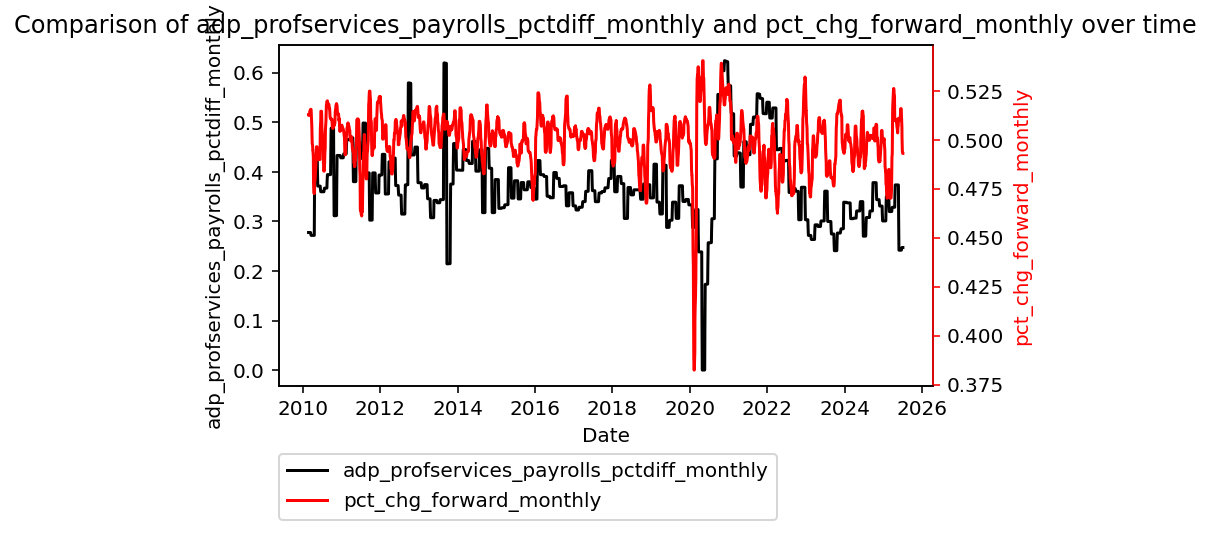 Comparison of adp_profservices_payrolls_pctdiff_monthly and pct_chg_forward_monthly over time
adp_profservices_payrolls_pctdiff_monthly
0.6
0.5
0.4
0.3
0.2
0.1
0.0
0.525
0.500
0.475
0.450
0.425
0.400
0.375
pct_chg_forward_monthly
2010 2012 2014 2016 2018 2020 2022 2024 2026
Date
adp_profservices_payrolls_pctdiff_monthly
pct_chg_forward_monthly